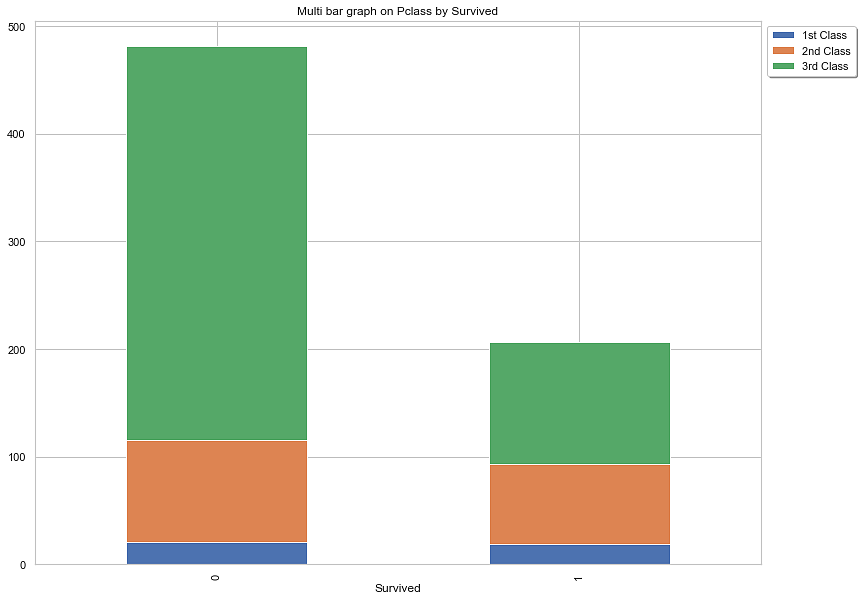 Multi bar graph on Pclass by Survived
500
400
300
200
100
0
0
1
Survived
1st Class
2nd Class
3rd Class